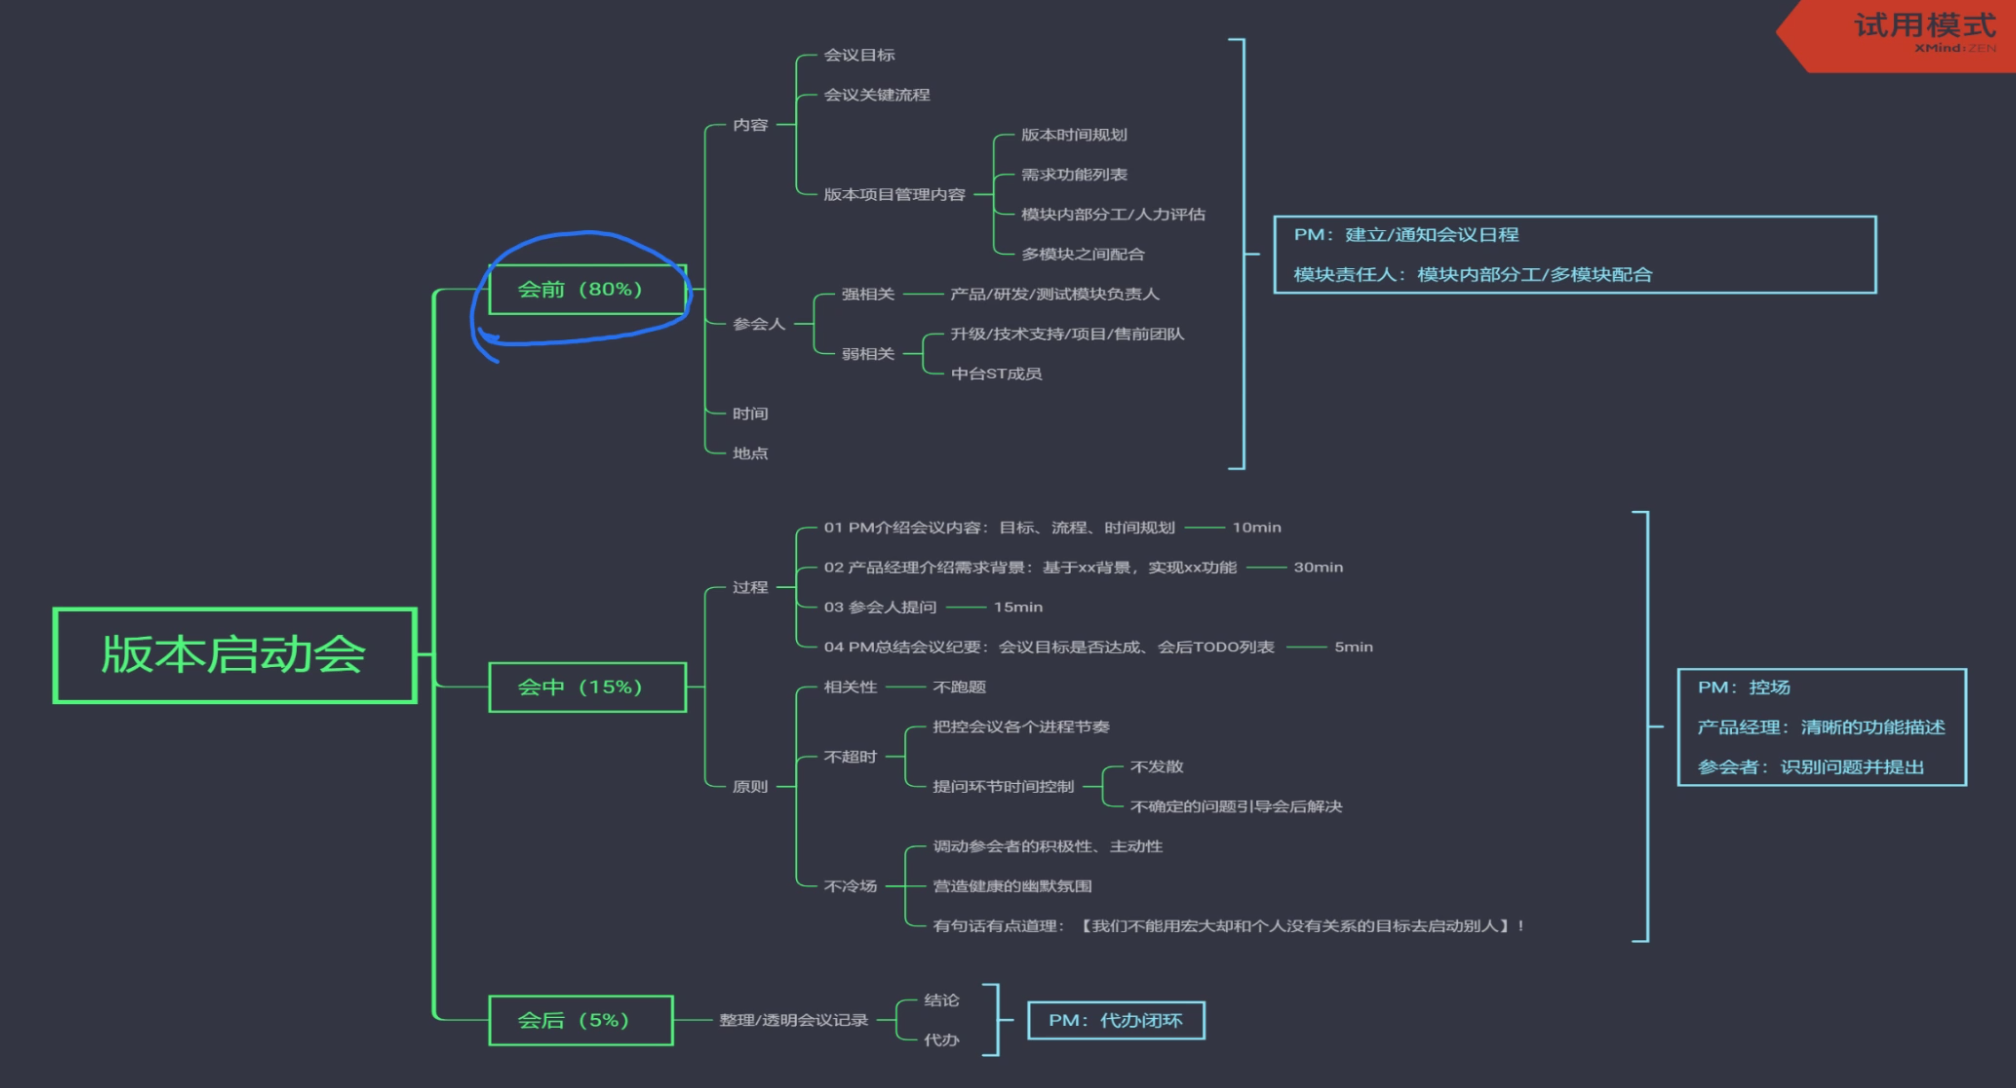 试用模式
XMind:ZEN
版本启动会
会前（80%）
内容
会议目标
会议关键流程
版本项目管理内容
版本时间规划
需求功能列表
模块内部分工/人力评估
多模块之间配合
参会人
强相关
产品/研发/测试模块负责人
弱相关
升级/技术支持/项目/售前团队
中台ST成员
时间
地点
PM：建立/通知会议日程
模块责任人：模块内部分工/多模块配合
会中（15%）
过程
01 PM介绍会议内容：目标、流程、时间规划
10min
02 产品经理介绍需求背景：基于xx背景，实现xx功能
30min
03 参会人提问
15min
04 PM总结会议纪要：会议目标是否达成、会后TODO列表
5min
原则
相关性
不跑题
不超时
把控会议各个进程节奏
提问环节时间控制
不发散
不确定的问题引导会后解决
不冷场
调动参会者的积极性、主动性
营造健康的幽默氛围
有句话有点道理：【我们不能用宏大却和个人没有关系的目标去启动别人】！
PM：控场
产品经理：清晰的功能描述
参会者：识别问题并提出
会后（5%）
整理/透明会议记录
结论
代办
PM：代办闭环